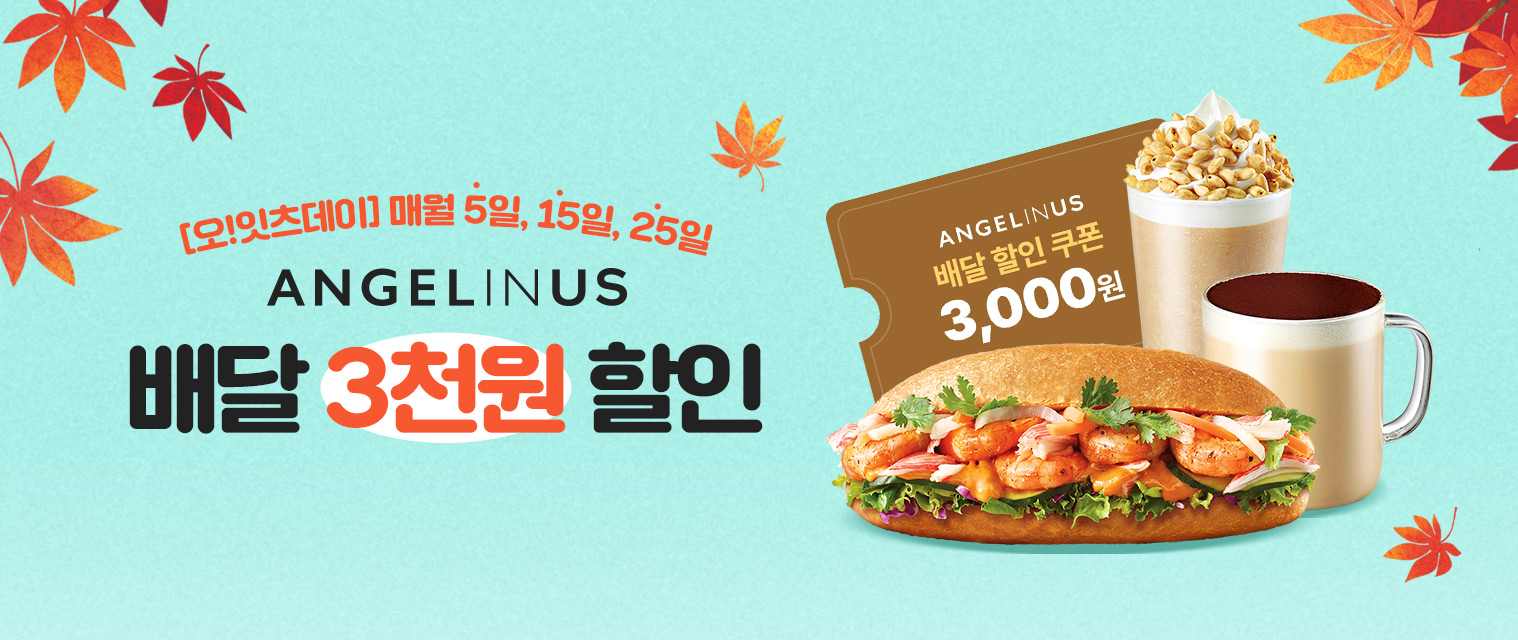 [오!잇츠데이] 매월 5일, 15일, 25일
ANGELINUS
배달 3천원 할인
ANGELINUS
배달 할인 쿠폰
3,000원